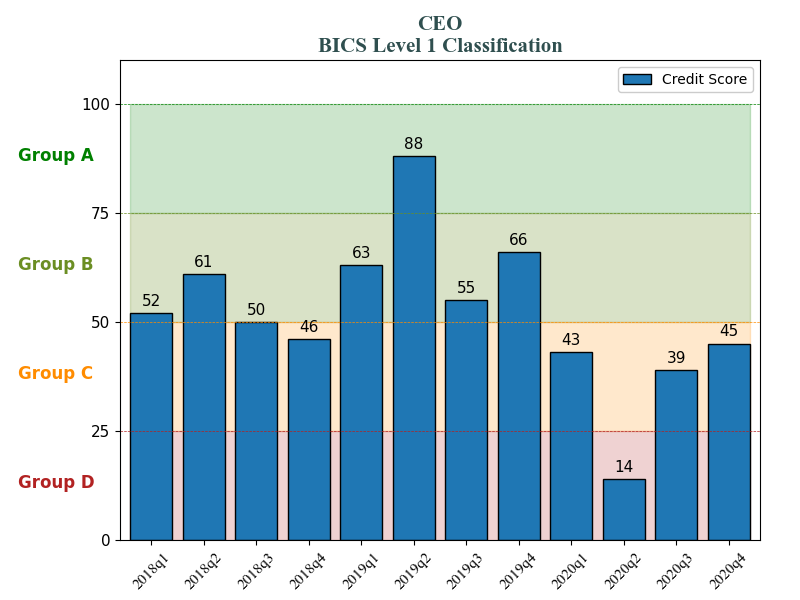 CEO
BICS Level 1 Classification
Credit Score
100
Group A
88
75
Group B
52
61
50
46
63
55
66
43
14
39
45
50
Group C
25
Group D
0
2018q1
2018q2
2018q3
2018q4
2019q1
2019q2
2019q3
2019q4
2020q1
2020q2
2020q3
2020q4